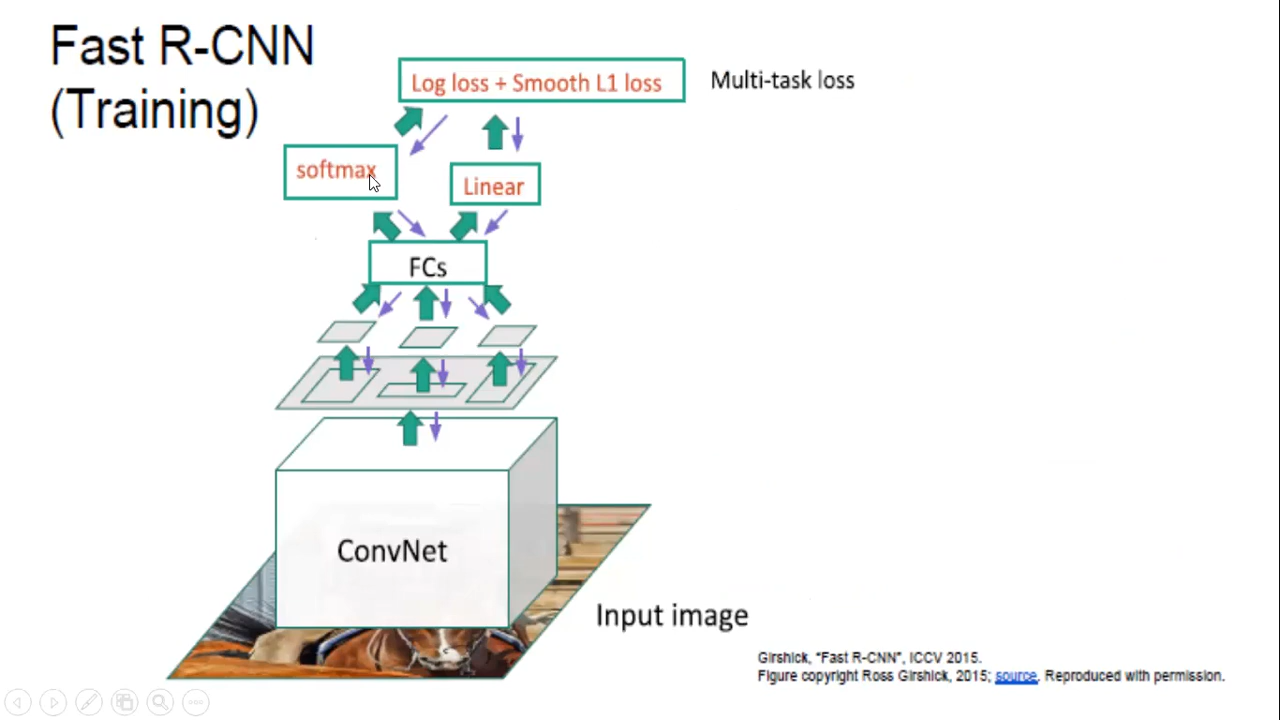 Fast R-CNN
(Training)
Log loss + Smooth L1 loss
Multi-task loss
softmax
Linear
FCs
ConvNet
Input image
Girshick, “Fast R-CNN”, ICCV 2015.
Figure copyright Ross Girshick, 2015; source. Reproduced with permission.